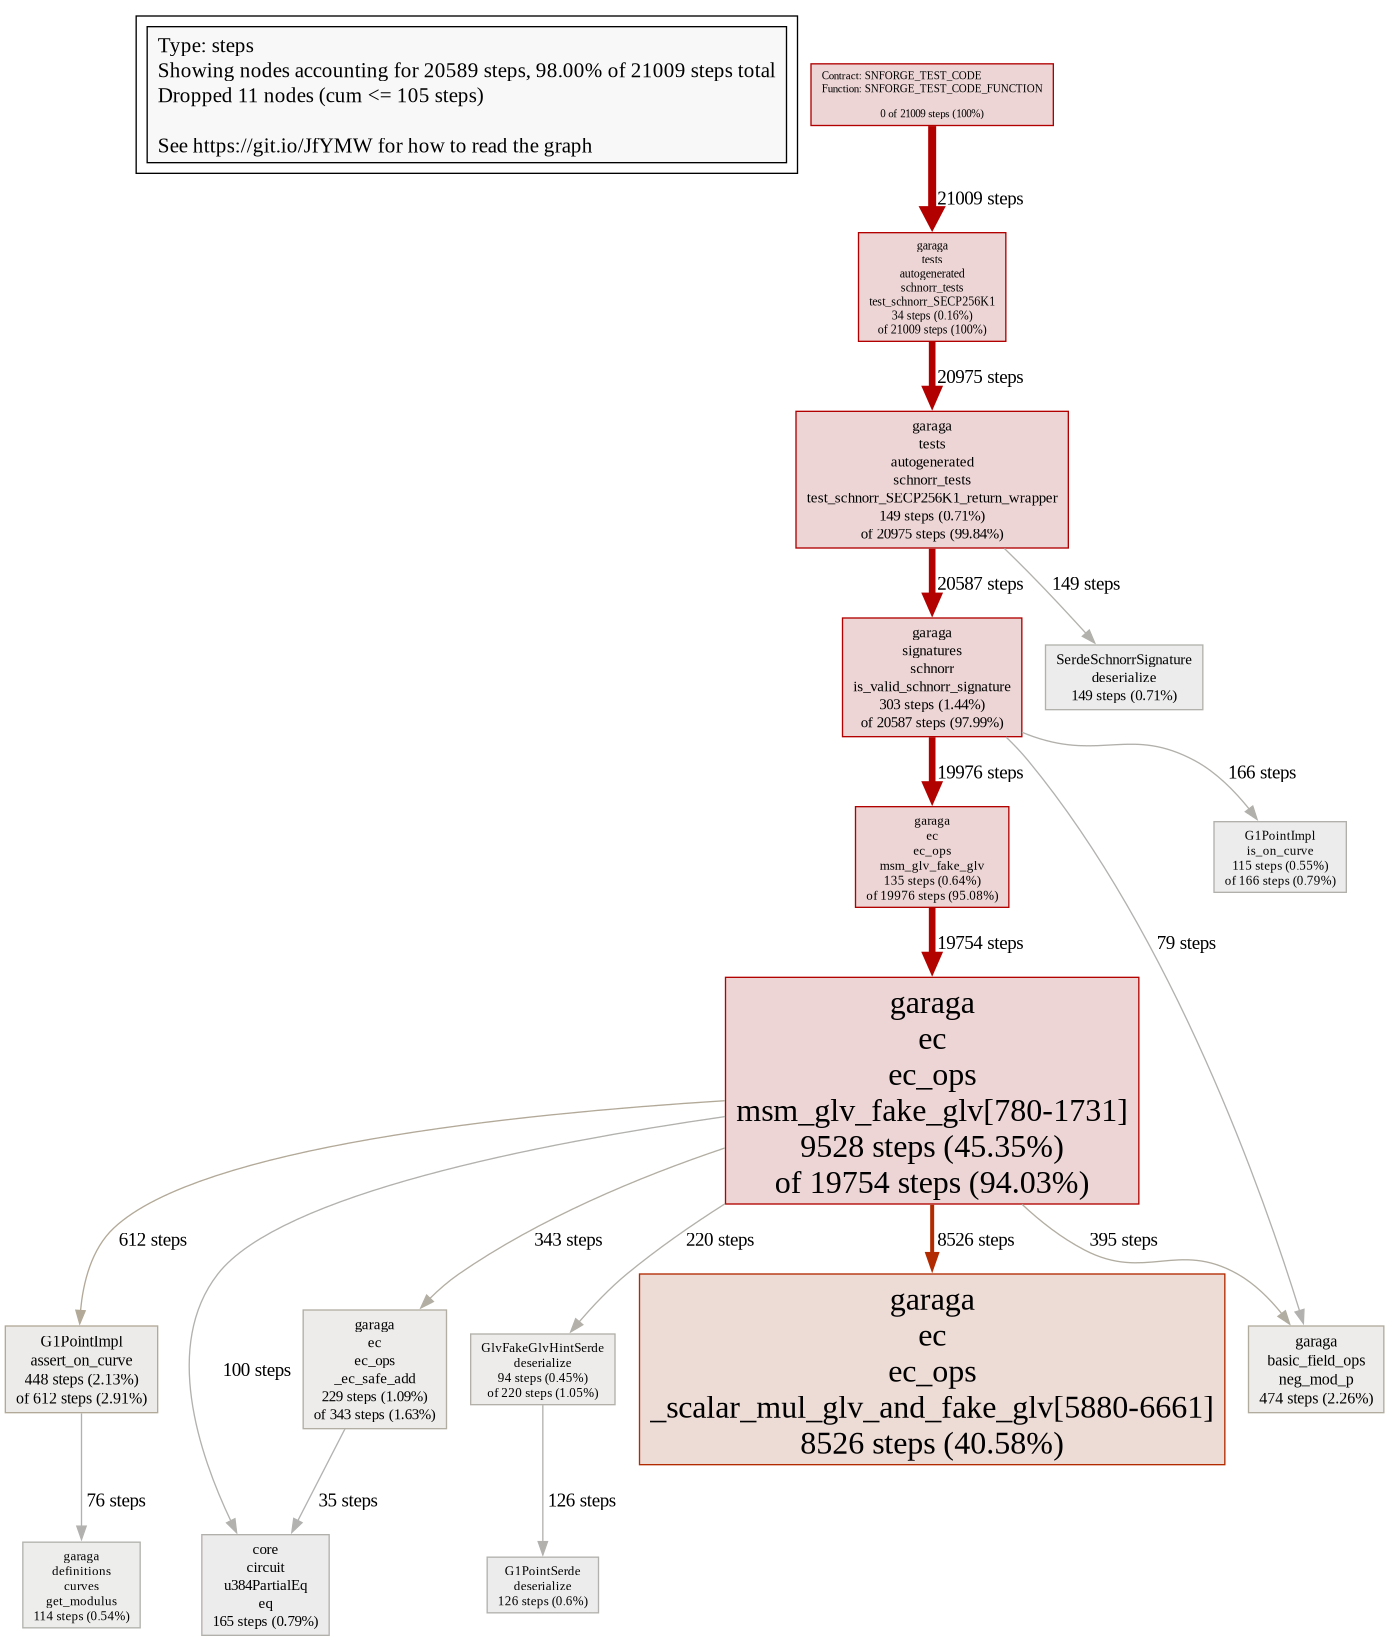 Type: steps
Showing nodes accounting for 20589 steps, 98.00% of 21009 steps total
Dropped 11 nodes (cum <= 105 steps)
See https://git.io/JfYMW for how to read the graph
Contract: SNFORGE_TEST_CODE
Function: SNFORGE_TEST_CODE_FUNCTION
0 of 21009 steps (100%)
21009 steps
garaga
tests
autogenerated
schnorr_tests
test_schnorr_SECP256K1
34 steps (0.16%)
of 21009 steps (100%)
20975 steps
garaga
tests
autogenerated
schnorr_tests
test_schnorr_SECP256K1_return_wrapper
149 steps (0.71%)
of 20975 steps (99.84%)
20587 steps
149 steps
garaga
signatures
schnorr
is_valid_schnorr_signature
303 steps (1.44%)
of 20587 steps (97.99%)
SerdeSchnorrSignature
deserialize
149 steps (0.71%)
19976 steps
166 steps
garaga
ec
ec_ops
msm_glv_fake_glv
135 steps (0.64%)
of 19976 steps (95.08%)
G1PointImpl
is_on_curve
115 steps (0.55%)
of 166 steps (0.79%)
19754 steps
79 steps
garaga
ec
ec_ops
msm_glv_fake_glv[780-1731]
9528 steps (45.35%)
of 19754 steps (94.03%)
612 steps
343 steps
220 steps
8526 steps
395 steps
G1PointImpl
assert_on_curve
448 steps (2.13%)
of 612 steps (2.91%)
100 steps
garaga
ec
ec_ops
_ec_safe_add
229 steps (1.09%)
of 343 steps (1.63%)
GlvFakeGlvHintSerde
deserialize
94 steps (0.45%)
of 220 steps (1.05%)
garaga
ec
ec_ops
_scalar_mul_glv_and_fake_glv[5880-6661]
8526 steps (40.58%)
garaga
basic_field_ops
neg_mod_p
474 steps (2.26%)
76 steps
35 steps
126 steps
garaga
definitions
curves
get_modulus
114 steps (0.54%)
core
circuit
u384PartialEq
eq
165 steps (0.79%)
G1PointSerde
deserialize
126 steps (0.6%)